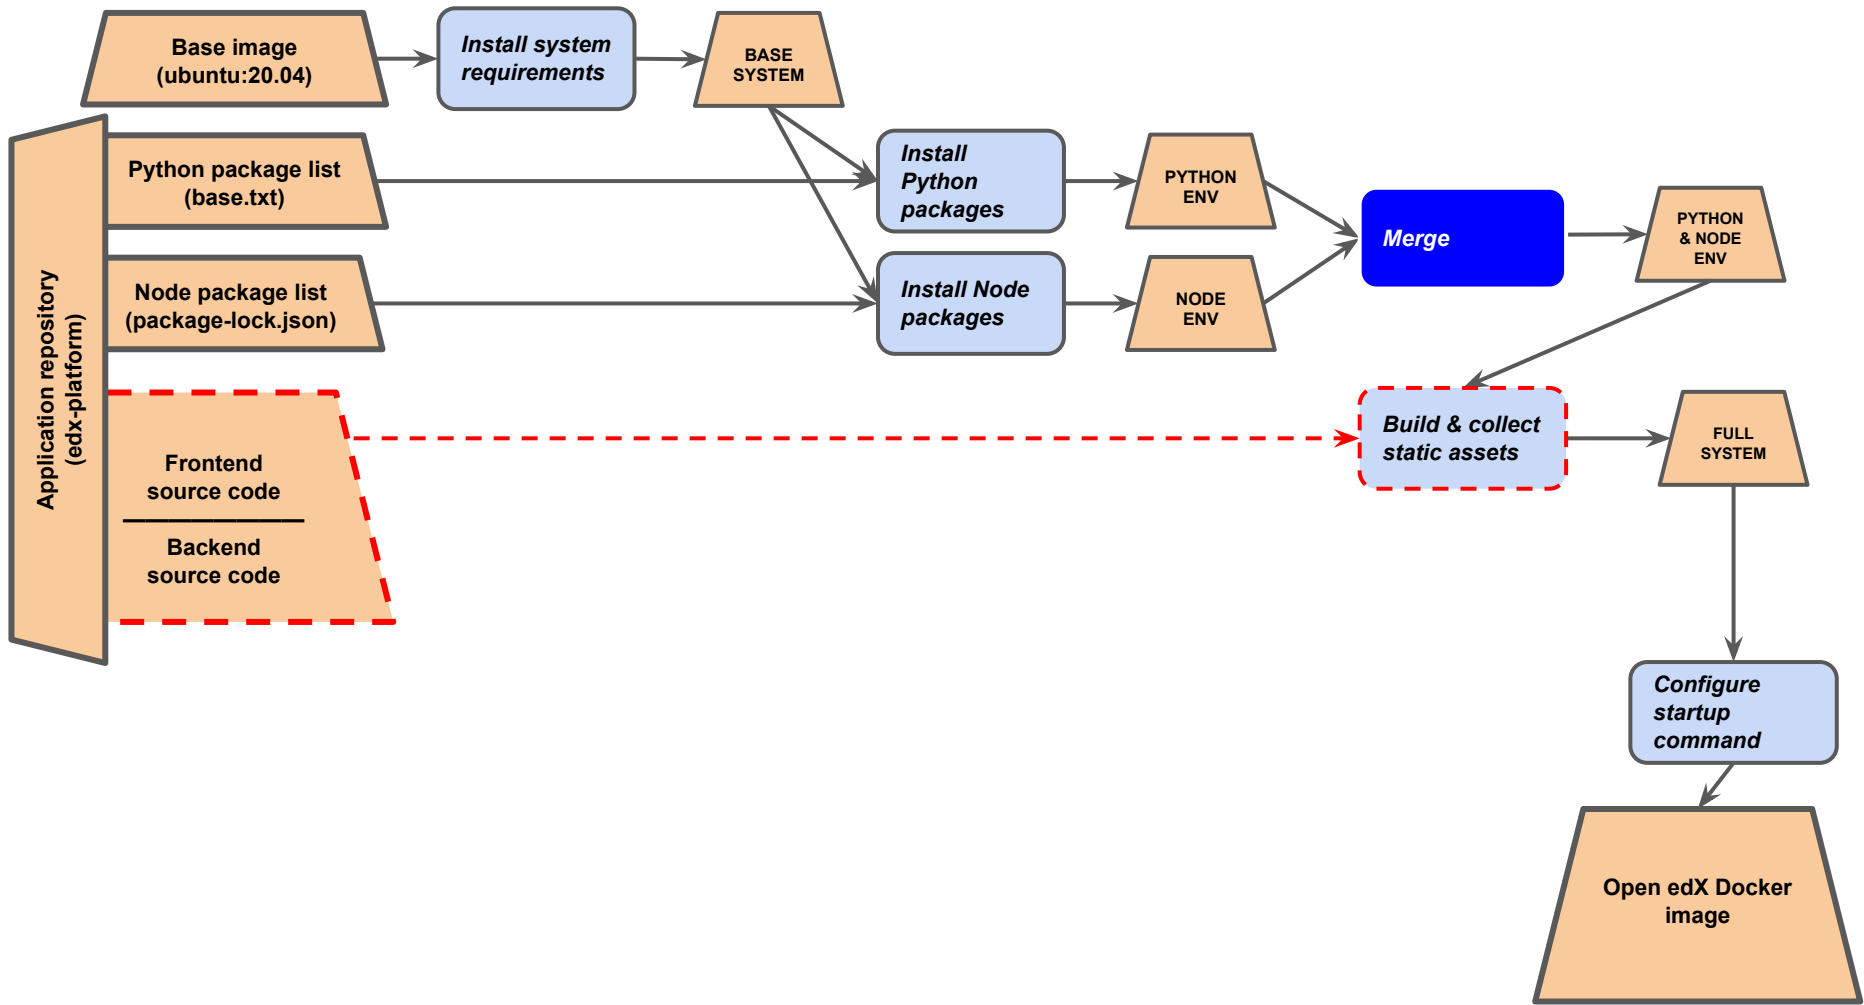 Base image
(ubuntu:20.04)
Install system
requirements
BASE
SYSTEM
Application repository
(edx-platform)
Python package list
(base.txt)
Install
Python
packages
PYTHON
ENV
Merge
PYTHON
& NODE
ENV
Node package list
(package-lock.json)
Install Node
packages
NODE
ENV
Frontend
source code
Backend
source code
Build & collect
static assets
FULL
SYSTEM
Configure
startup
command
Open edX Docker
image